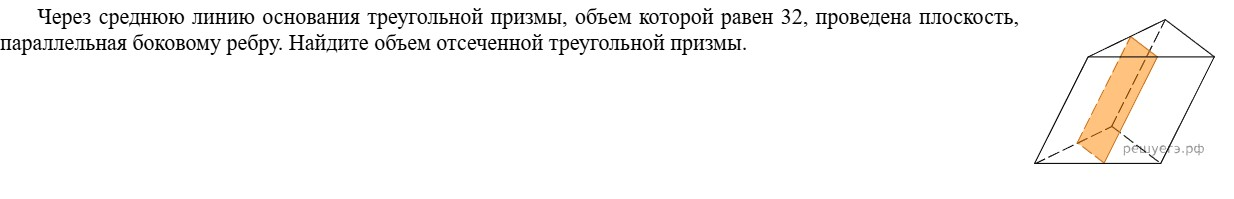 Через среднюю линию основания треугольной призмы, объем которой равен 32, проведена плоскость,
параллельная боковому ребру. Найдите объем отсеченной треугольной призмы.
решуегэ.рф